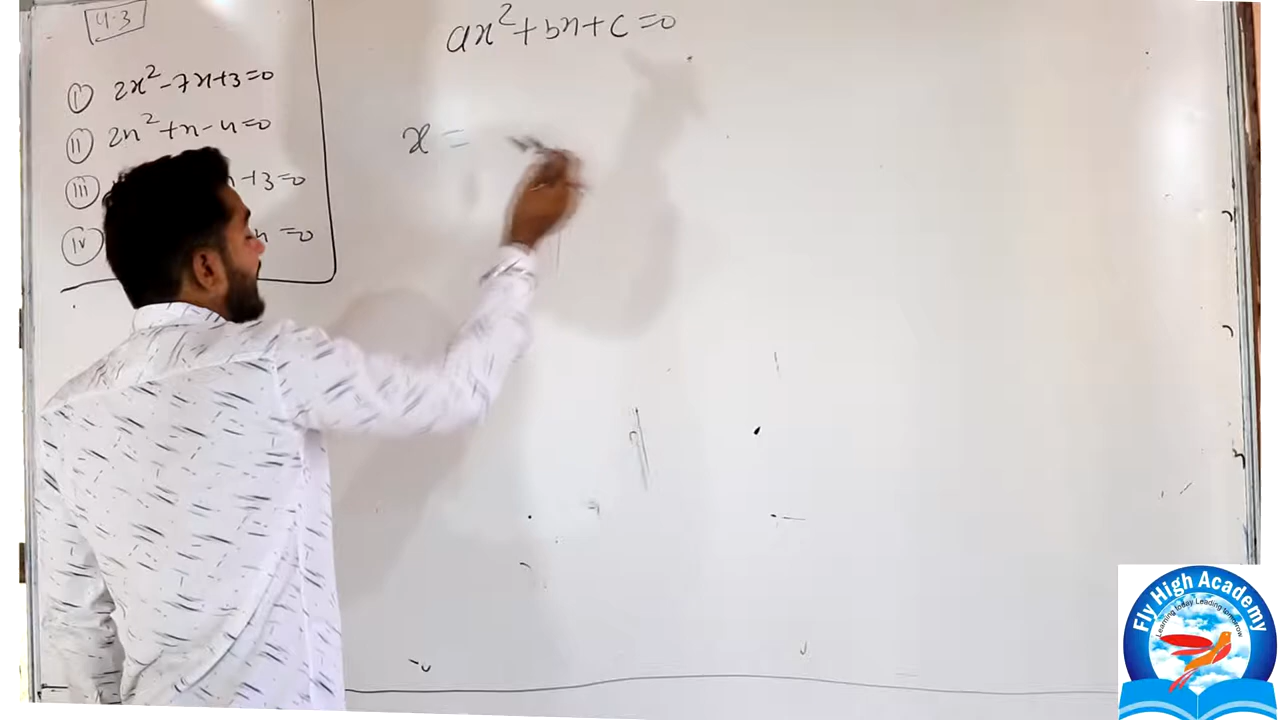 4.3
ax²+bx+c=0
(i) 2x²-7x+3=0
(ii) 2x²+x-4=0
x =
(iii) x+3=0
(iv) =0
Fly High Academy
Learning today Leading tomorrow